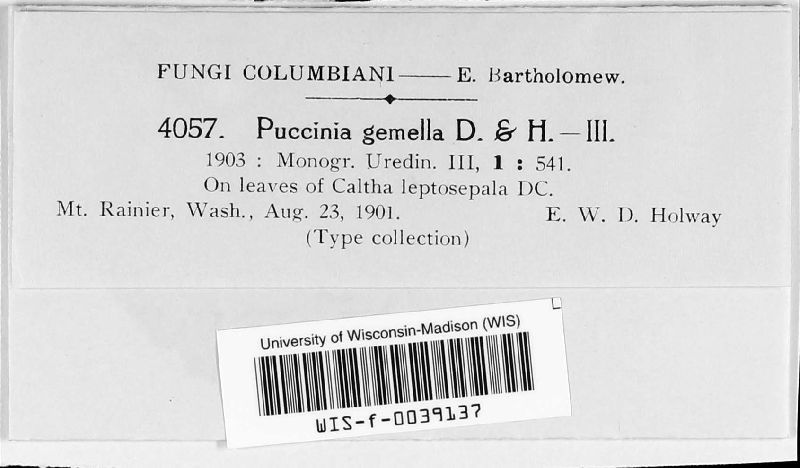 FUNGI COLUMBIANI—— E. Bartholomew.
4057. Puccinia gemella D. & H.—III.
1903 : Monogr. Uredin. III, 1 : 541.
On leaves of Caltha leptosepala DC.
Mt. Rainier, Wash., Aug. 23, 1901. E. W. D. Holway
(Type collection)
University of Wisconsin-Madison (WIS)
WIS-f-0039137